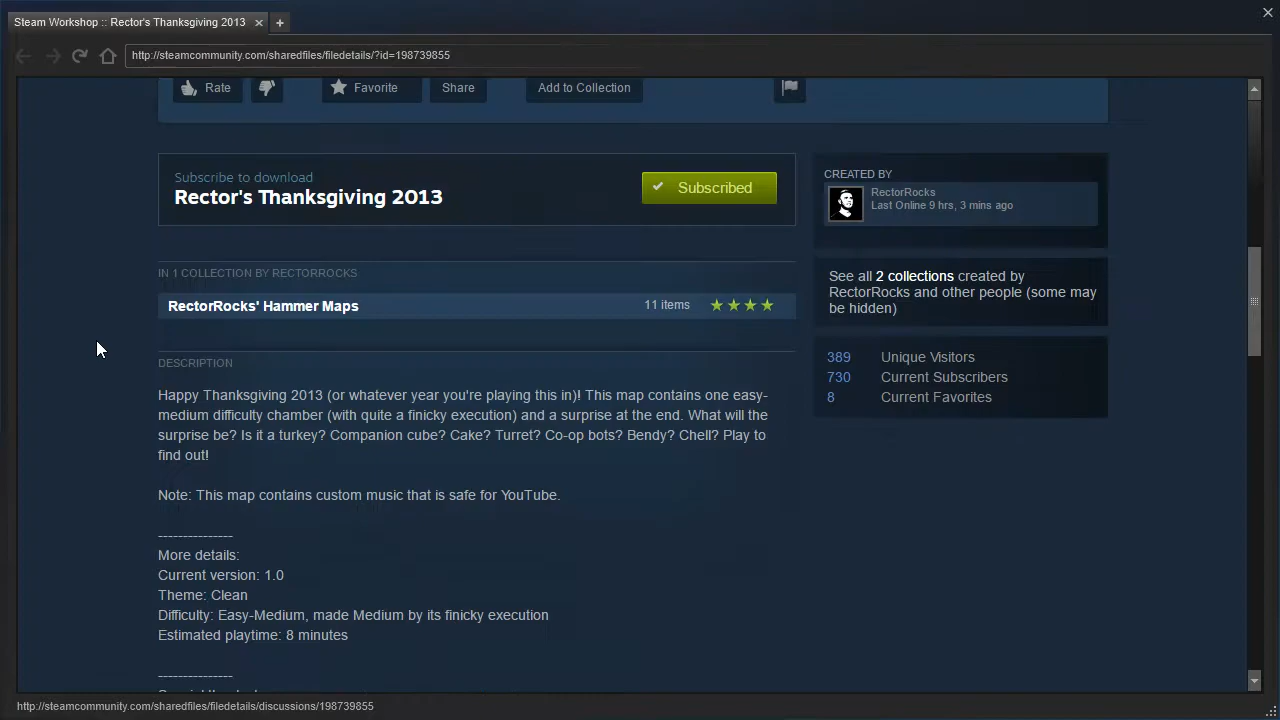 Steam Workshop :: Rector's Thanksgiving 2013
http://steamcommunity.com/sharedfiles/filedetails/?id=198739855
Rate
Favorite
Share
Add to Collection
Subscribe to download
Rector's Thanksgiving 2013
Subscribed
CREATED BY
RectorRocks
Last Online 9 hrs, 3 mins ago
IN 1 COLLECTION BY RECTORROCKS
RectorRocks' Hammer Maps 11 items
See all 2 collections created by
RectorRocks and other people (some may
be hidden)
389 Unique Visitors
730 Current Subscribers
8 Current Favorites
DESCRIPTION
Happy Thanksgiving 2013 (or whatever year you're playing this in)! This map contains one easy-
medium difficulty chamber (with quite a finicky execution) and a surprise at the end. What will the
surprise be? Is it a turkey? Companion cube? Cake? Turret? Co-op bots? Bendy? Chell? Play to
find out!
Note: This map contains custom music that is safe for YouTube.
---------------
More details:
Current version: 1.0
Theme: Clean
Difficulty: Easy-Medium, made Medium by its finicky execution
Estimated playtime: 8 minutes
---------------
http://steamcommunity.com/sharedfiles/filedetails/discussions/198739855